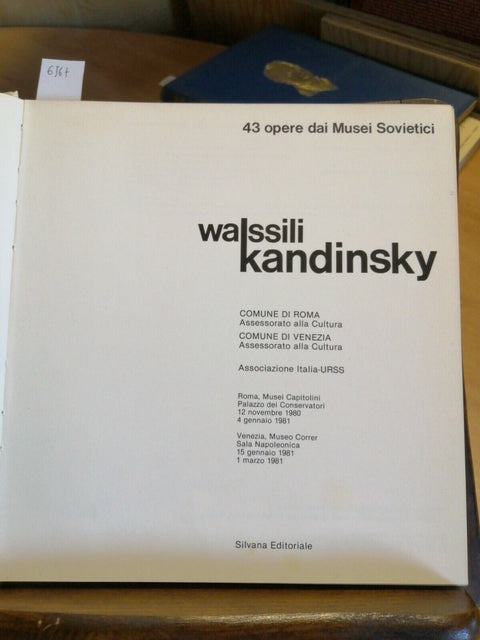 656t
43 opere dai Musei Sovietici
wassili
kandinsky
COMUNE DI ROMA
Assessorato alla Cultura
COMUNE DI VENEZIA
Assessorato alla Cultura
Associazione Italia-URSS
Roma, Musei Capitolini
Palazzo dei Conservatori
12 novembre 1980
4 gennaio 1981
Venezia, Museo Correr
Sala Napoleonica
15 gennaio 1981
1 marzo 1981
Silvana Editoriale